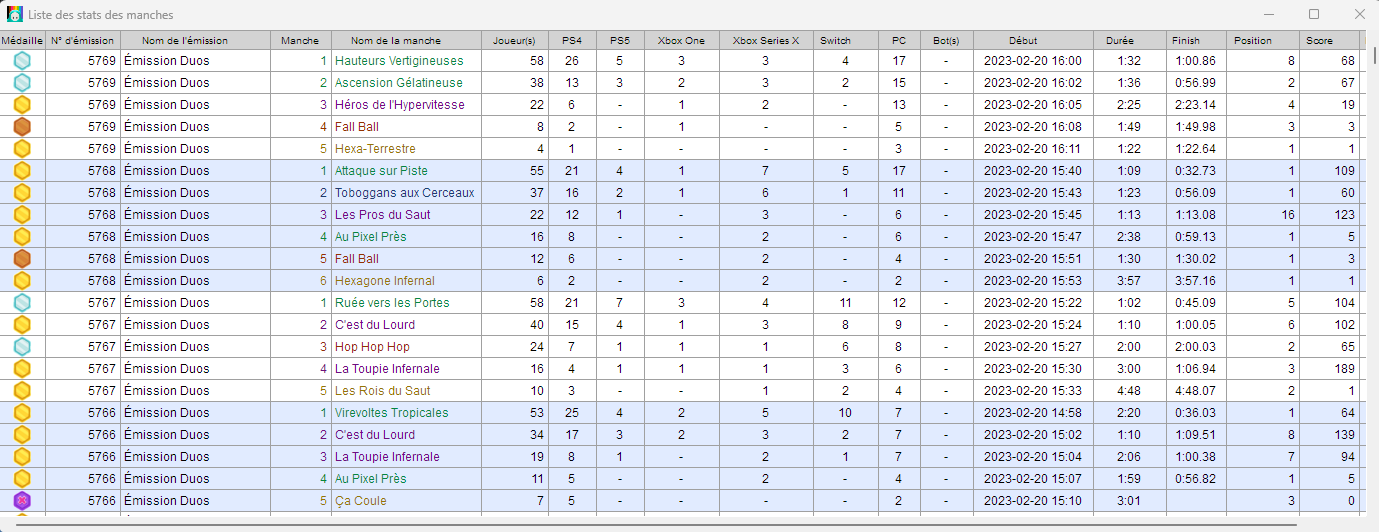 Liste des stats des manches
Médaille N° d'émission Nom de l'émission Manche Nom de la manche Joueur(s) PS4 PS5 Xbox One Xbox Series X Switch PC Bot(s) Début Durée Finish Position Score
5769 Émission Duos 1 Hauteurs Vertigineuses 58 26 5 3 3 4 17 - 2023-02-20 16:00 1:32 1:00.86 8 68
5769 Émission Duos 2 Ascension Gélatineuse 38 13 3 2 3 2 15 - 2023-02-20 16:02 1:36 0:56.99 2 67
5769 Émission Duos 3 Héros de l'Hypervitesse 22 6 - 1 2 - 13 - 2023-02-20 16:05 2:25 2:23.14 4 19
5769 Émission Duos 4 Fall Ball 8 2 - 1 - - 5 - 2023-02-20 16:08 1:49 1:49.98 3 3
5769 Émission Duos 5 Hexa-Terrestre 4 1 - - - - 3 - 2023-02-20 16:11 1:22 1:22.64 1 1
5768 Émission Duos 1 Attaque sur Piste 55 21 4 1 7 5 17 - 2023-02-20 15:40 1:09 0:32.73 1 109
5768 Émission Duos 2 Toboggans aux Cerceaux 37 16 2 1 6 1 11 - 2023-02-20 15:43 1:23 0:56.09 1 60
5768 Émission Duos 3 Les Pros du Saut 22 12 1 - 3 - 6 - 2023-02-20 15:45 1:13 1:13.08 16 123
5768 Émission Duos 4 Au Pixel Près 16 8 - - 2 - 6 - 2023-02-20 15:47 2:38 0:59.13 1 5
5768 Émission Duos 5 Fall Ball 12 6 - - 2 - 4 - 2023-02-20 15:51 1:30 1:30.02 1 3
5768 Émission Duos 6 Hexagone Infernal 6 2 - - 2 - 2 - 2023-02-20 15:53 3:57 3:57.16 1 1
5767 Émission Duos 1 Ruée vers les Portes 58 21 7 3 4 11 12 - 2023-02-20 15:22 1:02 0:45.09 5 104
5767 Émission Duos 2 C'est du Lourd 40 15 4 1 3 8 9 - 2023-02-20 15:24 1:10 1:00.05 6 102
5767 Émission Duos 3 Hop Hop Hop 24 7 1 1 1 6 8 - 2023-02-20 15:27 2:00 2:00.03 2 65
5767 Émission Duos 4 La Toupie Infernale 16 4 1 1 1 3 6 - 2023-02-20 15:30 3:00 1:06.94 3 189
5767 Émission Duos 5 Les Rois du Saut 10 3 - - 1 2 4 - 2023-02-20 15:33 4:48 4:48.07 2 1
5766 Émission Duos 1 Virevoltes Tropicales 53 25 4 2 5 10 7 - 2023-02-20 14:58 2:20 0:36.03 1 64
5766 Émission Duos 2 C'est du Lourd 34 17 3 2 3 2 7 - 2023-02-20 15:02 1:10 1:09.51 8 139
5766 Émission Duos 3 La Toupie Infernale 19 8 1 - 2 1 7 - 2023-02-20 15:04 2:06 1:00.38 7 94
5766 Émission Duos 4 Au Pixel Près 11 5 - - 2 - 4 - 2023-02-20 15:07 1:59 0:56.82 1 5
5766 Émission Duos 5 Ça Coule 7 5 - - - - 2 - 2023-02-20 15:10 3:01 3 0